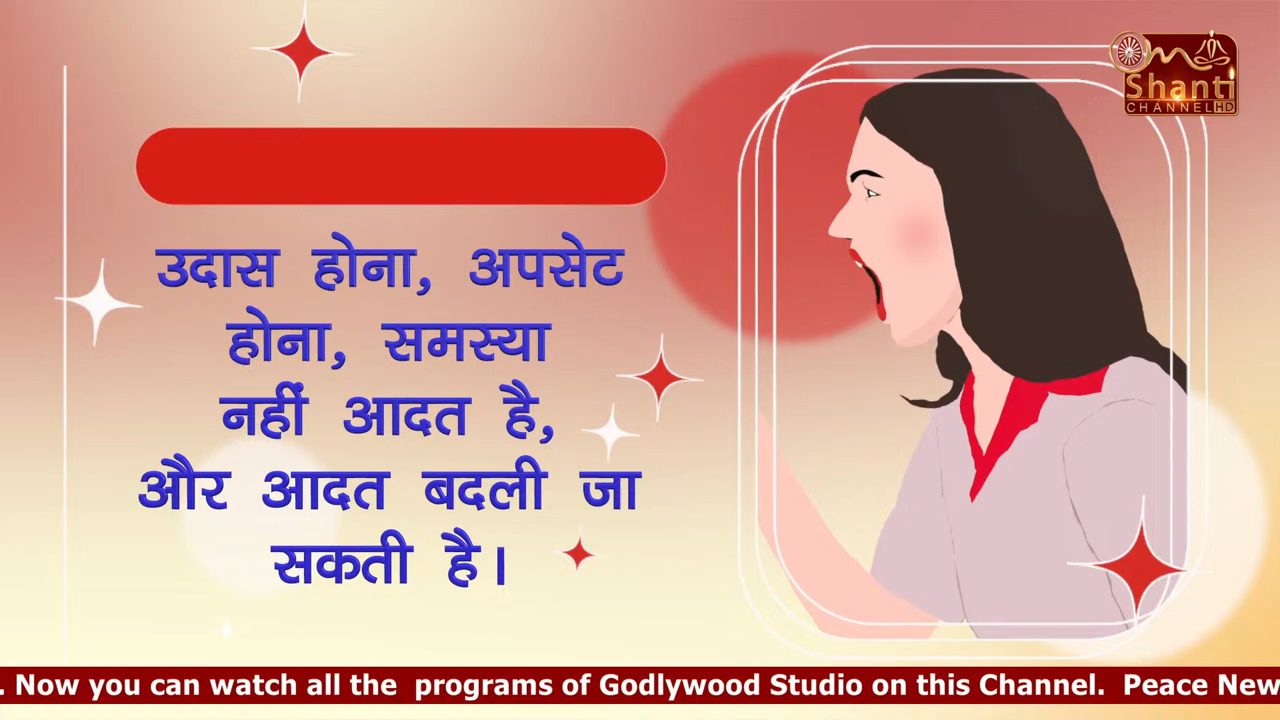 Om
Shanti
CHANNEL HD
उदास होना, अपसेट
होना, समस्या
नहीं आदत है,
और आदत बदली जा
सकती है।
. Now you can watch all the programs of Godlywood Studio on this Channel. Peace New